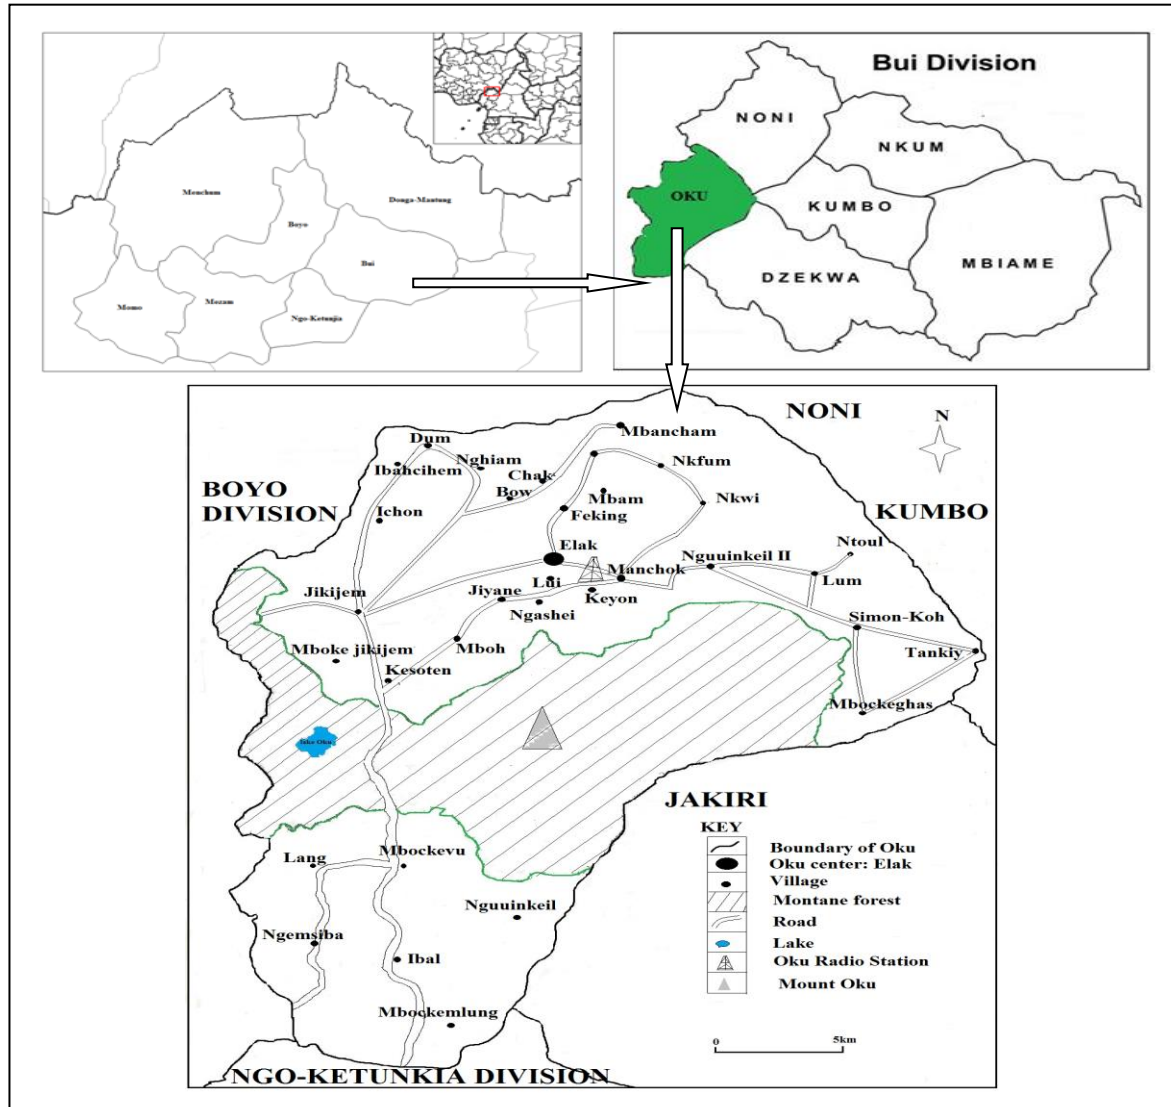 Menchum
Donga-Mantung
Boyo
Bui
Momo
Mezam
Ngo-Ketunjia
Bui Division
NONI
NKUM
OKU
KUMBO
DZEKWA
MBIAME
NONI
N
Mbancham
Dum
Ibahcihem
Nghiam
Chak
Nkfum
BOYO
DIVISION
Bow
Mbam
Nkwi
Ichon
Feking
KUMBO
Elak
Ntoul
Nguuinkeil II
Lui
Manchok
Lum
Jikijem
Jiyane
Keyon
Ngashei
Simon-Koh
Mboke jikijem
Mboh
Tankiy
Kesoten
Mbockeghas
Lake Oku
JAKIRI
KEY
Boundary of Oku
Oku center: Elak
Village
Montane forest
Road
Lake
Oku Radio Station
Mount Oku
Lang
Mbockevu
Nguuinkeil
Ngemsiba
Ibal
Mbockemlung
0 5km
NGO-KETUNKIA DIVISION